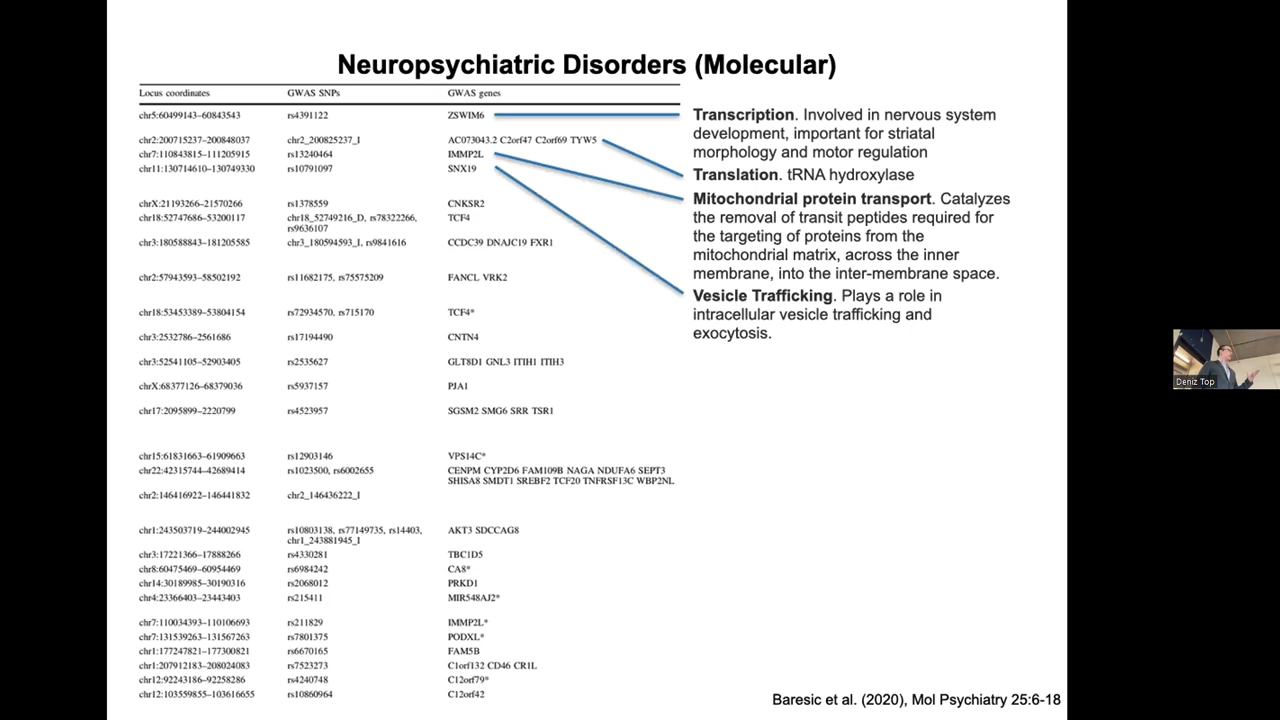 Neuropsychiatric Disorders (Molecular)
Locus coordinates GWAS SNPs GWAS genes
chr5:60499143–60843543 rs4391122 ZSWIM6
chr2:200715237–200848037 chr2_200825237_I AC073043.2 C2orf47 C2orf69 TYW5
chr7:110843815–111205915 rs13240464 IMMP2L
chr11:130714610–130749330 rs10791097 SNX19
chrX:21193266–21570266 rs1378559 CNKSR2
chr18:52747686–53200117 chr18_52749216_D, rs78322266, TCF4
rs9636107
chr3:180588843–181205585 chr3_180594593_I, rs9841616 CCDC39 DNAJC19 FXR1
chr2:57943593–58502192 rs11682175, rs75575209 FANCL VRK2
chr18:53453389–53804154 rs72934570, rs715170 TCF4*
chr3:2532786–2561686 rs17194490 CNTN4
chr3:52541105–52903405 rs2535627 GLT8D1 GNL3 ITIH1 ITIH3
chrX:68377126–68379036 rs5937157 PJA1
chr17:2095899–2220799 rs4523957 SGSM2 SMG6 SRR TSR1
chr15:61831663–61909663 rs12903146 VPS14C*
chr22:42315744–42689414 rs1023500, rs6002655 CENPM CYP2D6 FAM109B NAGA NDUFA6 SEPT3
SHISA8 SMDT1 SREBF2 TCF20 TNFRSF13C WBP2NL
chr2:146416922–146441832 chr2_146436222_I
chr1:243503719–244002945 rs10803138, rs77149735, rs14403, AKT3 SDCCAG8
chr1_243881945_I
chr3:17221366–17888266 rs4330281 TBC1D5
chr8:60475469–60954469 rs6984242 CA8*
chr14:30189985–30190316 rs2068012 PRKD1
chr4:23366403–23443403 rs215411 MIR548AJ2*
chr7:110034393–110106693 rs211829 IMMP2L*
chr7:131539263–131567263 rs7801375 PODXL*
chr1:177247821–177300821 rs6670165 FAM5B
chr1:207912183–208024083 rs7523273 C1orf132 CD46 CR1L
chr12:92243186–92258286 rs4240748 C12orf79*
chr12:103559855–103616655 rs10860964 C12orf42
Transcription. Involved in nervous system
development, important for striatal
morphology and motor regulation
Translation. tRNA hydroxylase
Mitochondrial protein transport. Catalyzes
the removal of transit peptides required for
the targeting of proteins from the
mitochondrial matrix, across the inner
membrane, into the inter-membrane space.
Vesicle Trafficking. Plays a role in
intracellular vesicle trafficking and
exocytosis.
Baresic et al. (2020), Mol Psychiatry 25:6-18
Deniz Top